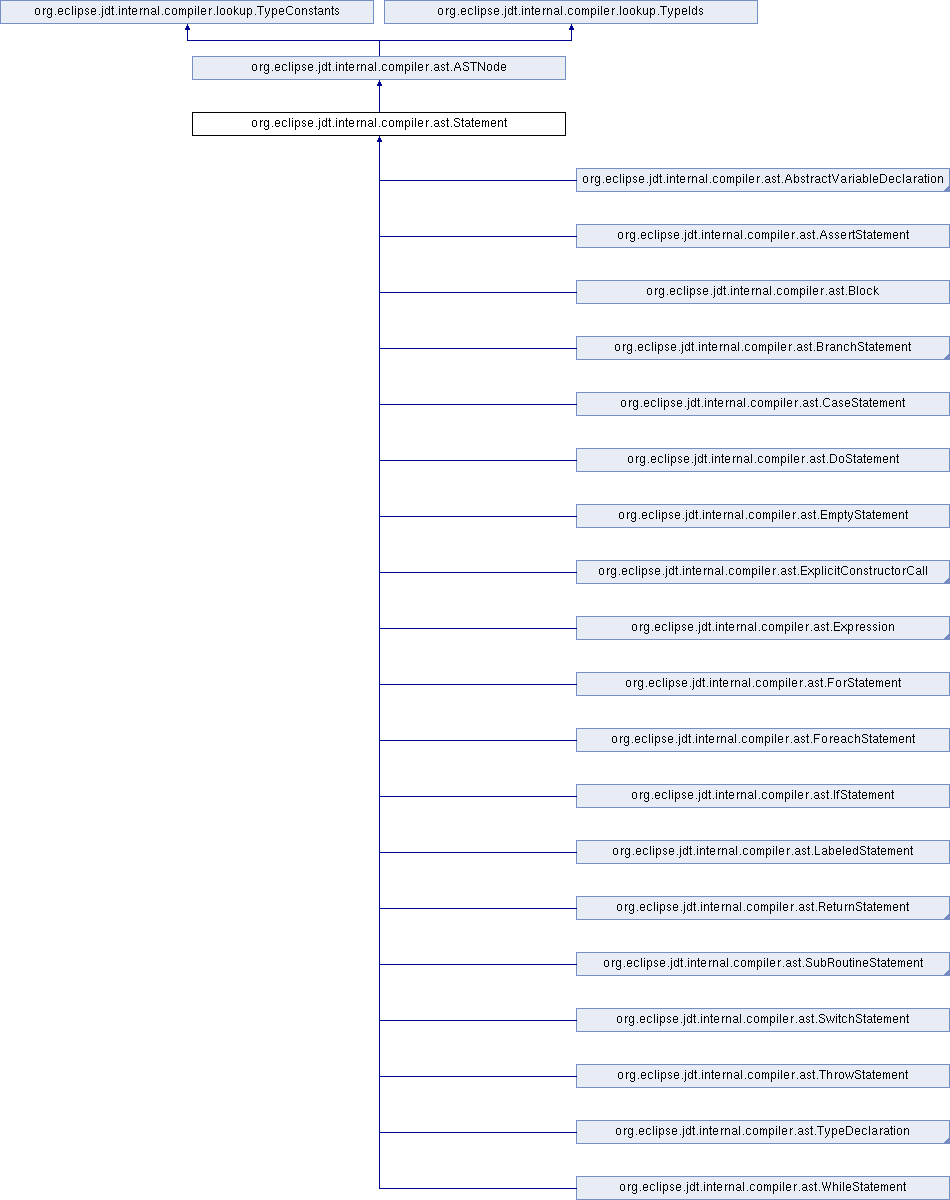 org.eclipse.jdt.internal.compiler.lookup.TypeConstants
org.eclipse.jdt.internal.compiler.lookup.TypeIds
org.eclipse.jdt.internal.compiler.ast.ASTNode
org.eclipse.jdt.internal.compiler.ast.Statement
org.eclipse.jdt.internal.compiler.ast.AbstractVariableDeclaration
org.eclipse.jdt.internal.compiler.ast.AssertStatement
org.eclipse.jdt.internal.compiler.ast.Block
org.eclipse.jdt.internal.compiler.ast.BranchStatement
org.eclipse.jdt.internal.compiler.ast.CaseStatement
org.eclipse.jdt.internal.compiler.ast.DoStatement
org.eclipse.jdt.internal.compiler.ast.EmptyStatement
org.eclipse.jdt.internal.compiler.ast.ExplicitConstructorCall
org.eclipse.jdt.internal.compiler.ast.Expression
org.eclipse.jdt.internal.compiler.ast.ForStatement
org.eclipse.jdt.internal.compiler.ast.ForeachStatement
org.eclipse.jdt.internal.compiler.ast.IfStatement
org.eclipse.jdt.internal.compiler.ast.LabeledStatement
org.eclipse.jdt.internal.compiler.ast.ReturnStatement
org.eclipse.jdt.internal.compiler.ast.SubRoutineStatement
org.eclipse.jdt.internal.compiler.ast.SwitchStatement
org.eclipse.jdt.internal.compiler.ast.ThrowStatement
org.eclipse.jdt.internal.compiler.ast.TypeDeclaration
org.eclipse.jdt.internal.compiler.ast.WhileStatement